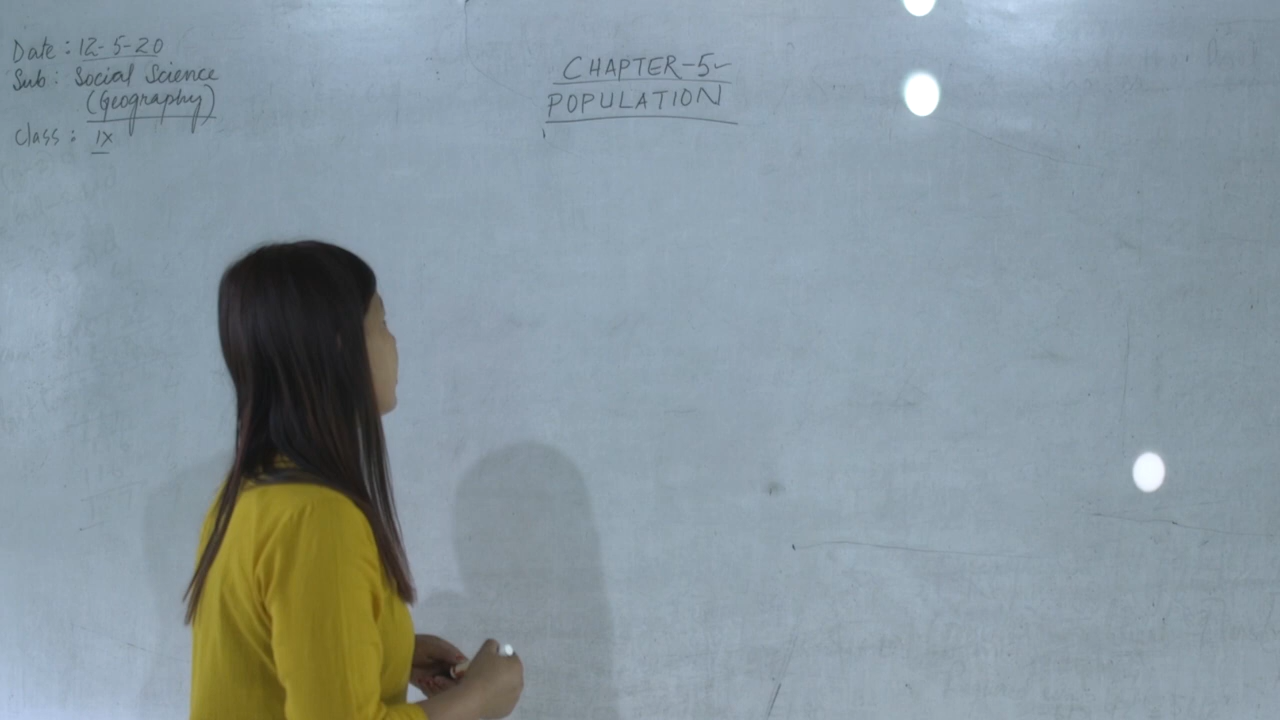 Date : 12-5-20
Sub : Social Science
(Geography)
Class : IX
CHAPTER-5
POPULATION